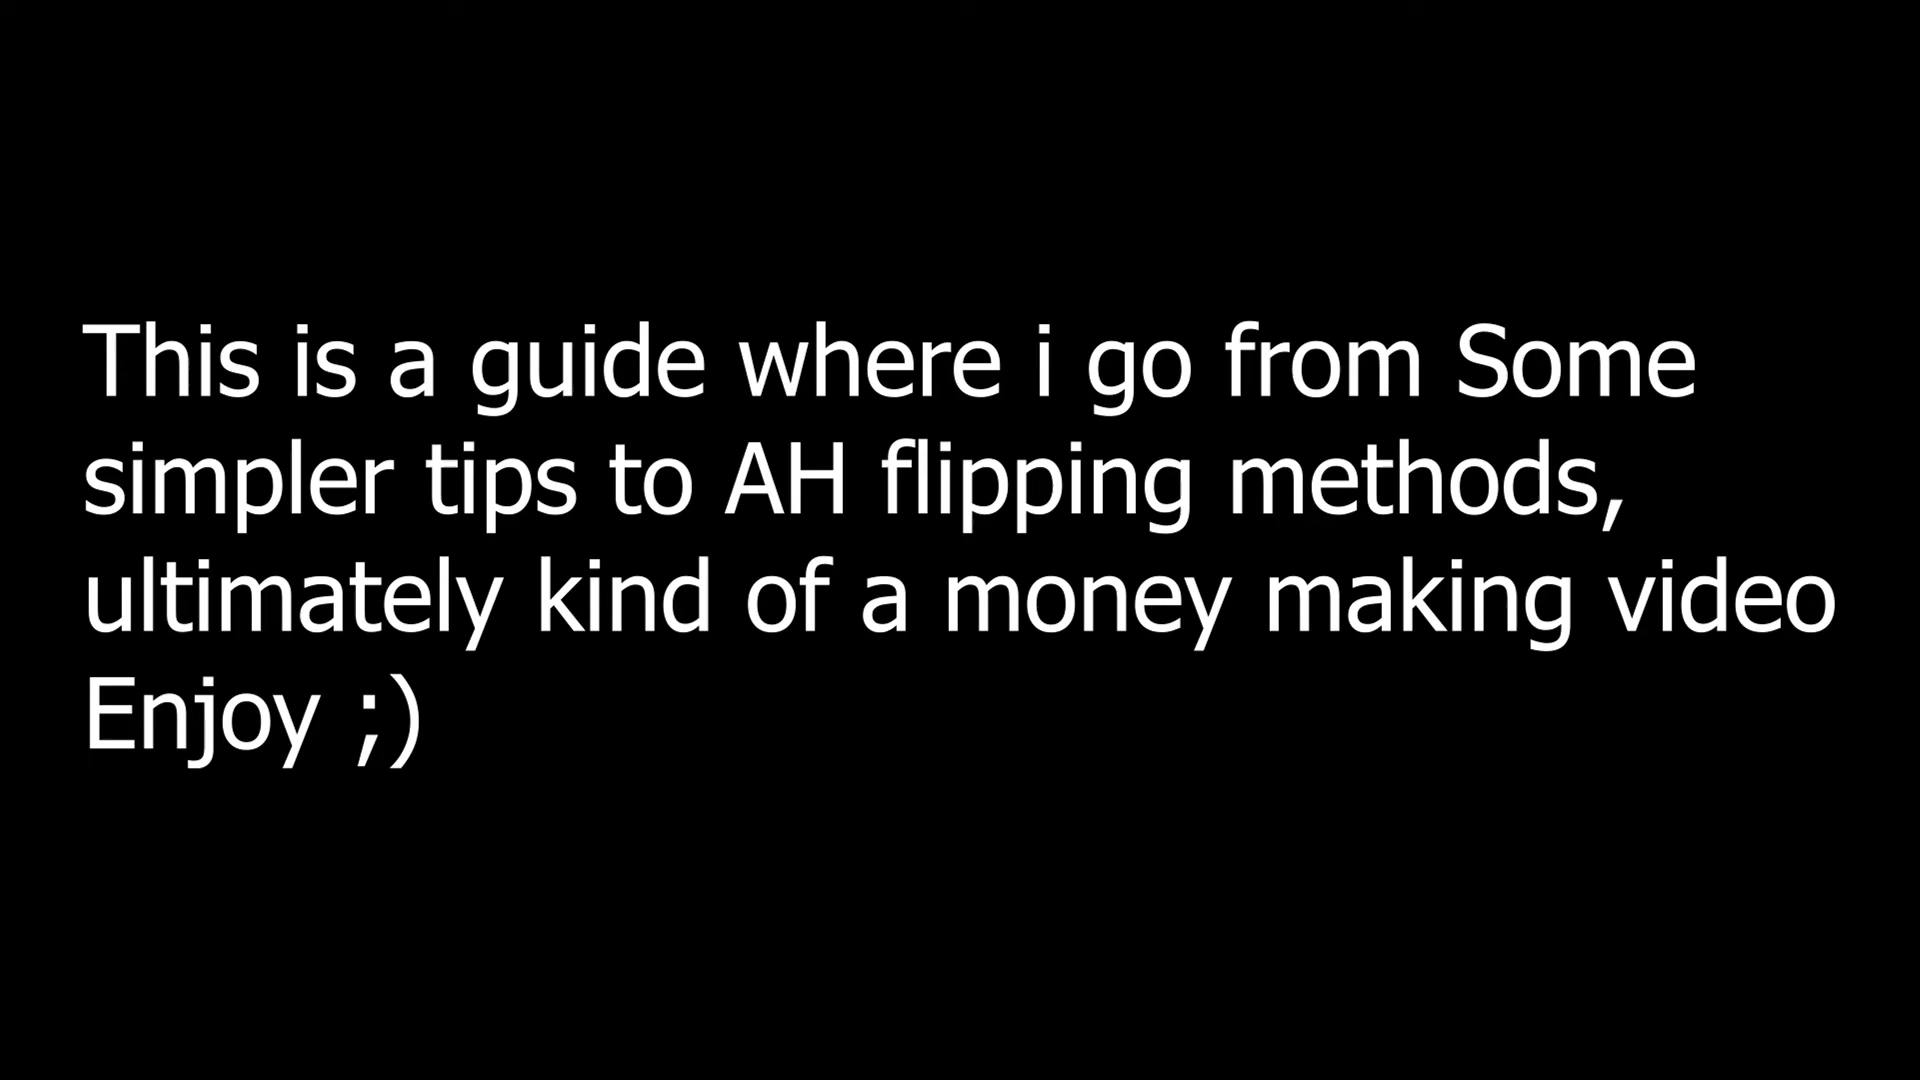 This is a guide where i go from Some
simpler tips to AH flipping methods,
ultimately kind of a money making video
Enjoy ;)